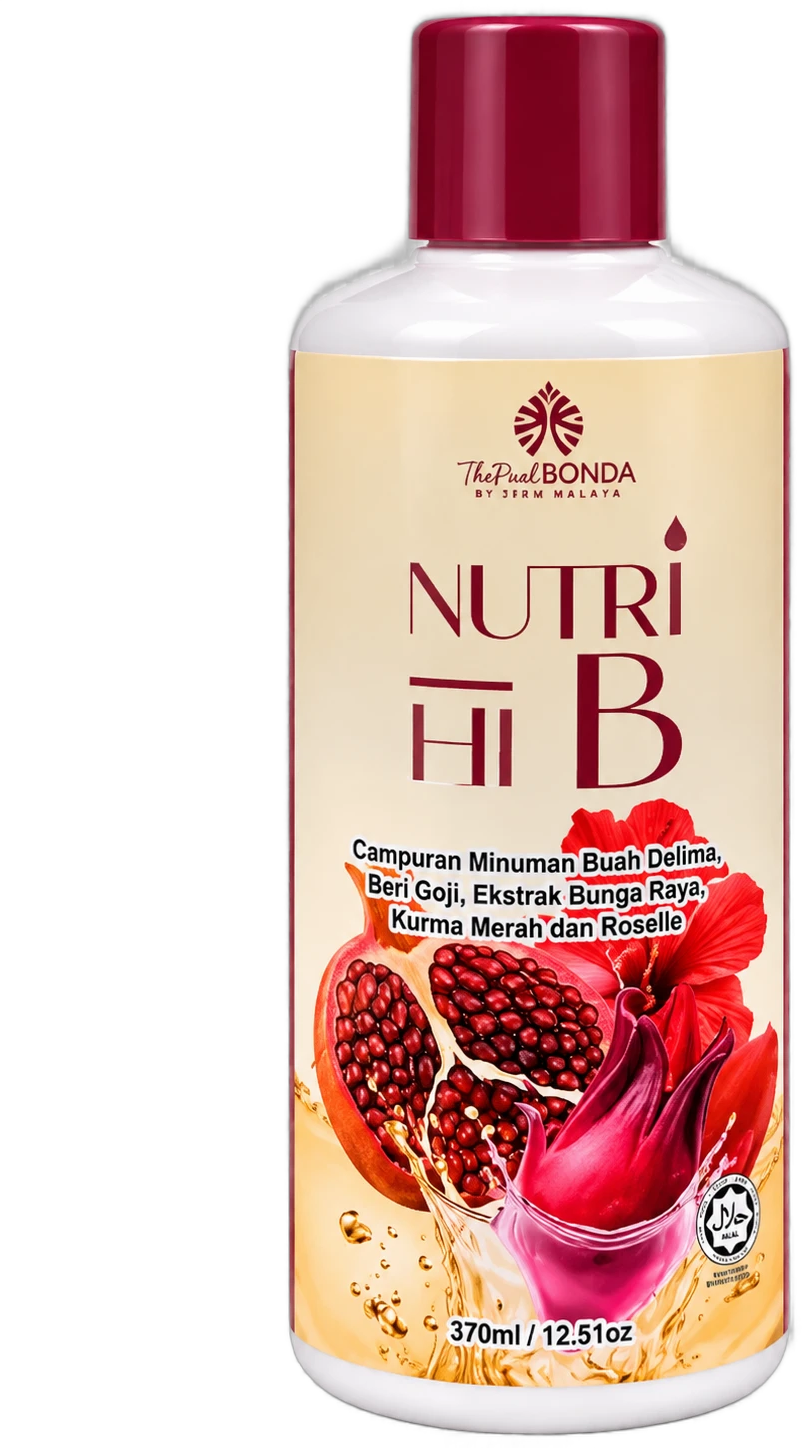 ThePualBONDA
BY JFRM MALAYA
NUTRi
HI B
Campuran Minuman Buah Delima,
Beri Goji, Ekstrak Bunga Raya,
Kurma Merah dan Roselle
حلال
370ml / 12.51oz